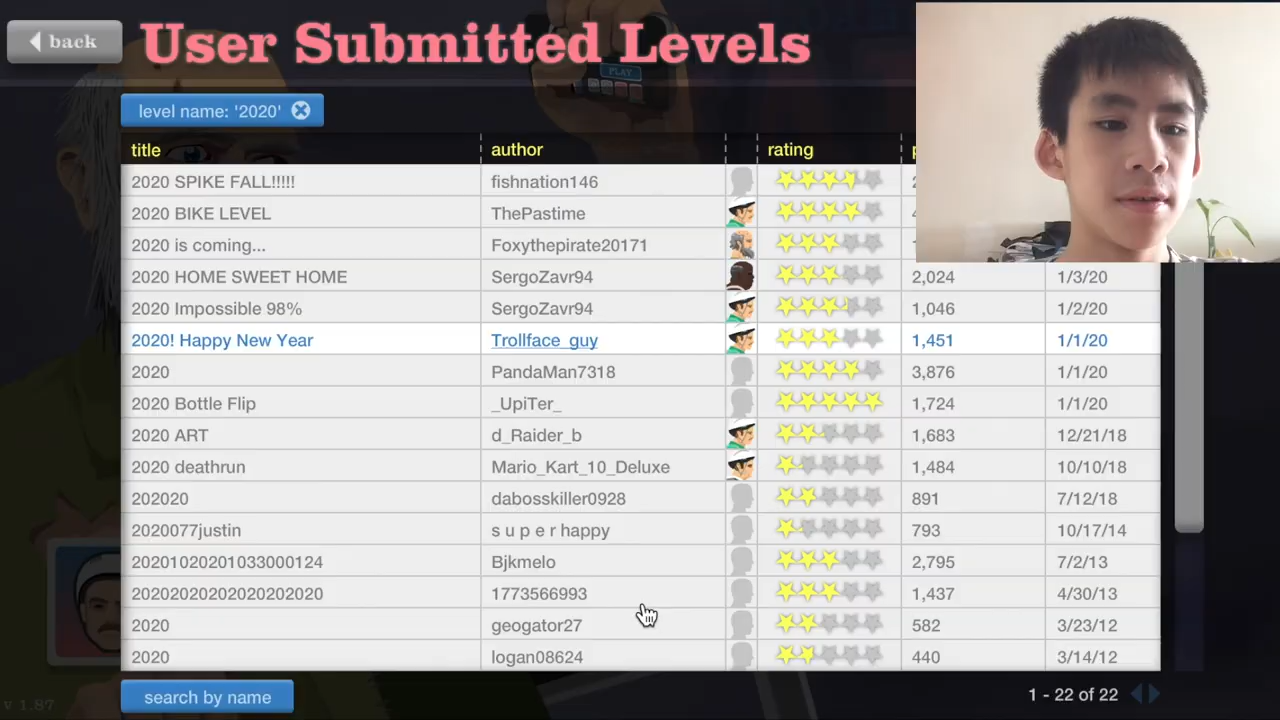 back
User Submitted Levels
PLAY
level name: '2020'
title author rating
2020 SPIKE FALL!!!!! fishnation146
2020 BIKE LEVEL ThePastime
2020 is coming... Foxythepirate20171
2020 HOME SWEET HOME SergoZavr94 2,024 1/3/20
2020 Impossible 98% SergoZavr94 1,046 1/2/20
2020! Happy New Year Trollface_guy 1,451 1/1/20
2020 PandaMan7318 3,876 1/1/20
2020 Bottle Flip _UpiTer_ 1,724 1/1/20
2020 ART d_Raider_b 1,683 12/21/18
2020 deathrun Mario_Kart_10_Deluxe 1,484 10/10/18
202020 dabosskiller0928 891 7/12/18
2020077justin s u p e r happy 793 10/17/14
20201020201033000124 Bjkmelo 2,795 7/2/13
20202020202020202020 1773566993 1,437 4/30/13
2020 geogator27 582 3/23/12
2020 logan08624 440 3/14/12
search by name
1 - 22 of 22
v 1.87